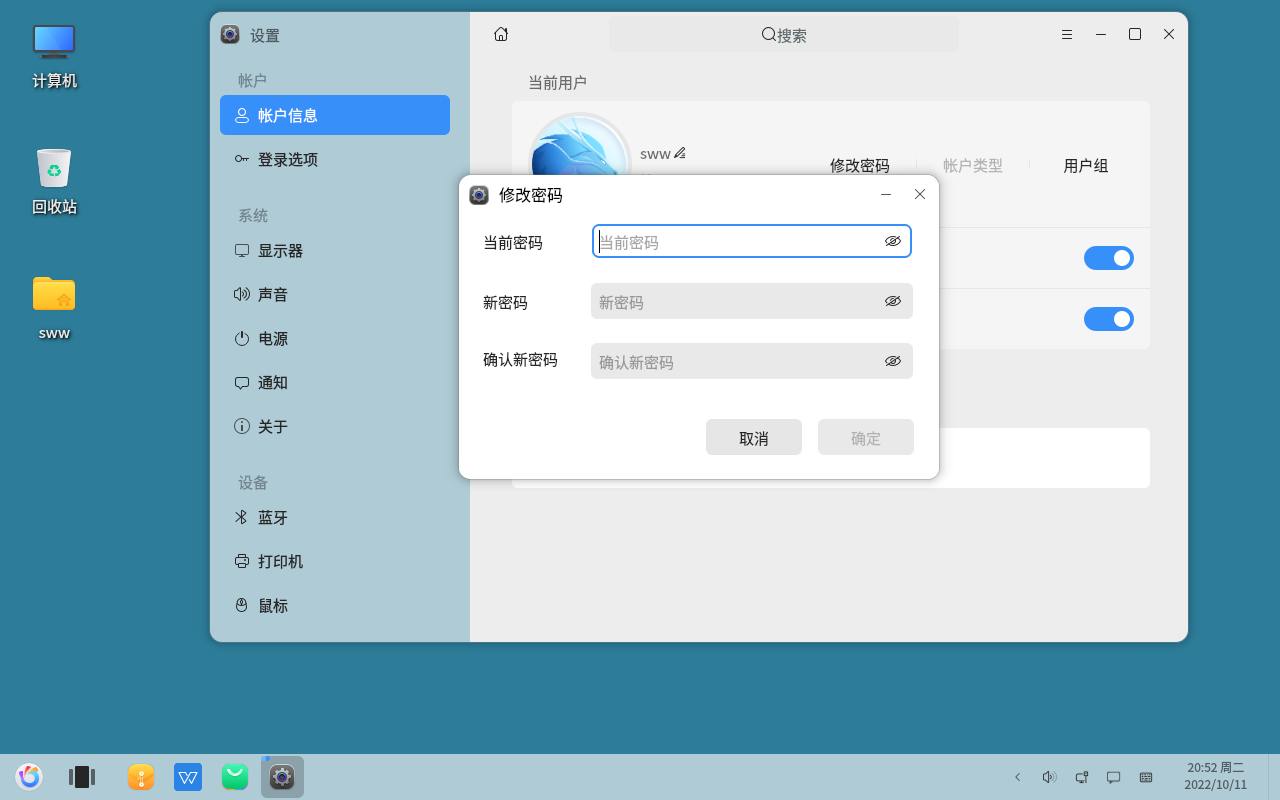 计算机
回收站
sww
设置
帐户
帐户信息
登录选项
系统
显示器
声音
电源
通知
关于
设备
蓝牙
打印机
鼠标
搜索
当前用户
sww
修改密码
帐户类型
用户组
修改密码
当前密码
当前密码
新密码
新密码
确认新密码
确认新密码
取消
确定
20:52 周二
2022/10/11